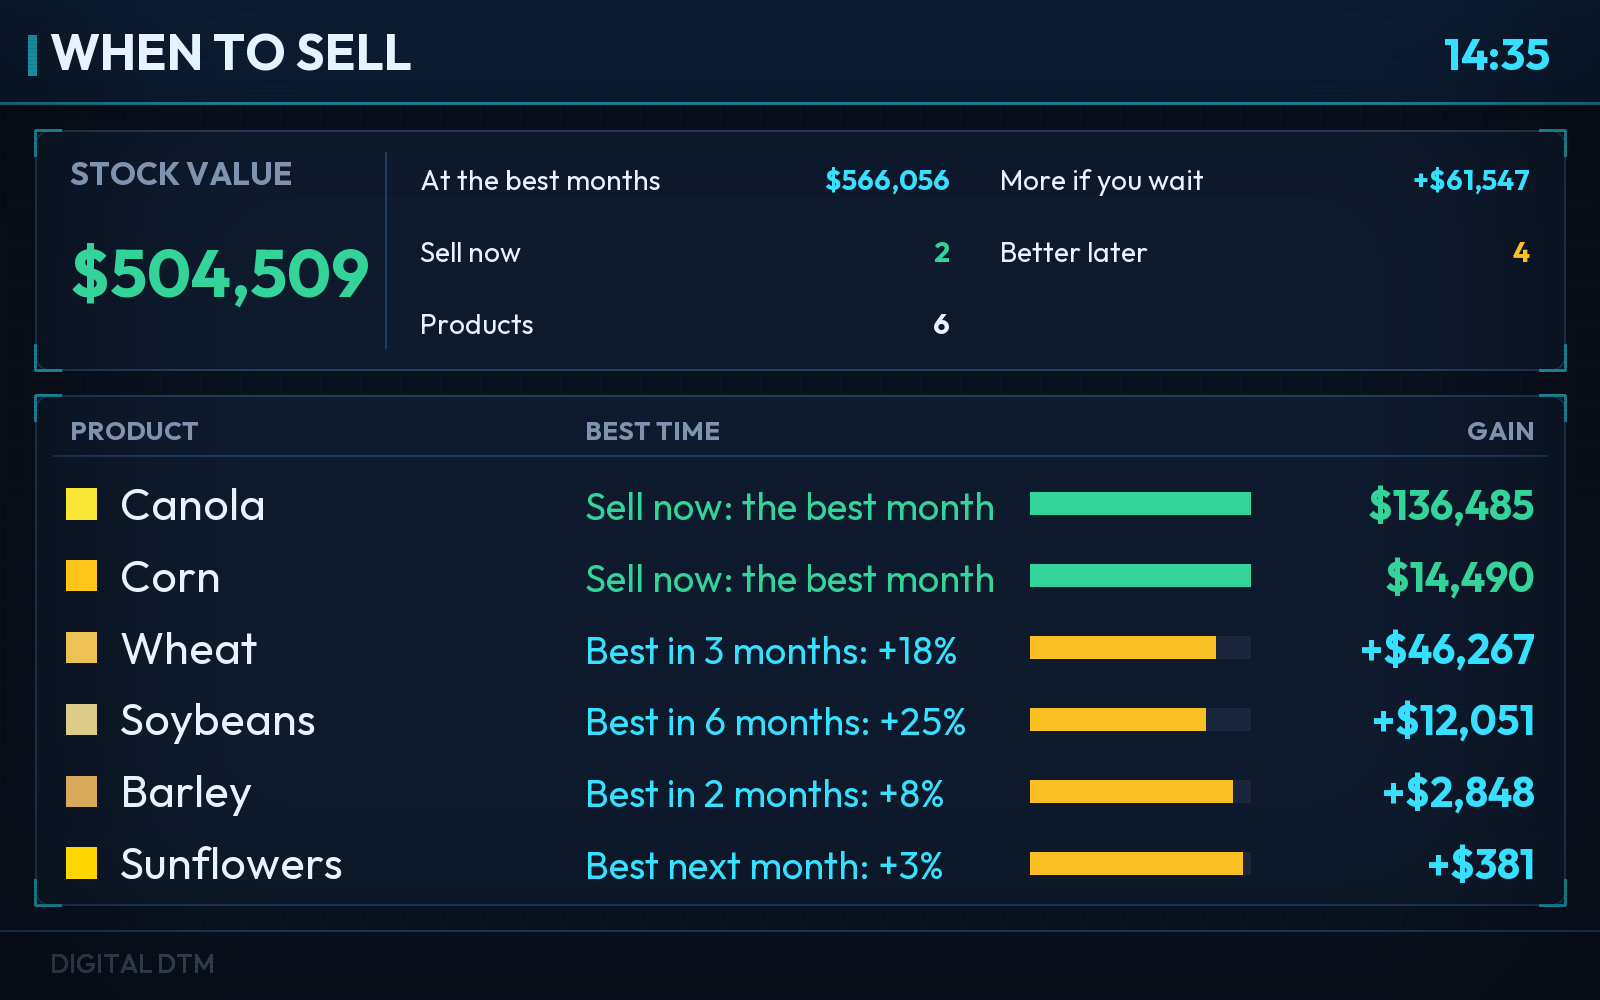 WHEN TO SELL 14:35
STOCK VALUE
$504,509
At the best months $566,056 More if you wait +$61,547
Sell now 2 Better later 4
Products 6
PRODUCT BEST TIME GAIN
Canola Sell now: the best month $136,485
Corn Sell now: the best month $14,490
Wheat Best in 3 months: +18% +$46,267
Soybeans Best in 6 months: +25% +$12,051
Barley Best in 2 months: +8% +$2,848
Sunflowers Best next month: +3% +$381
DIGITAL DTM